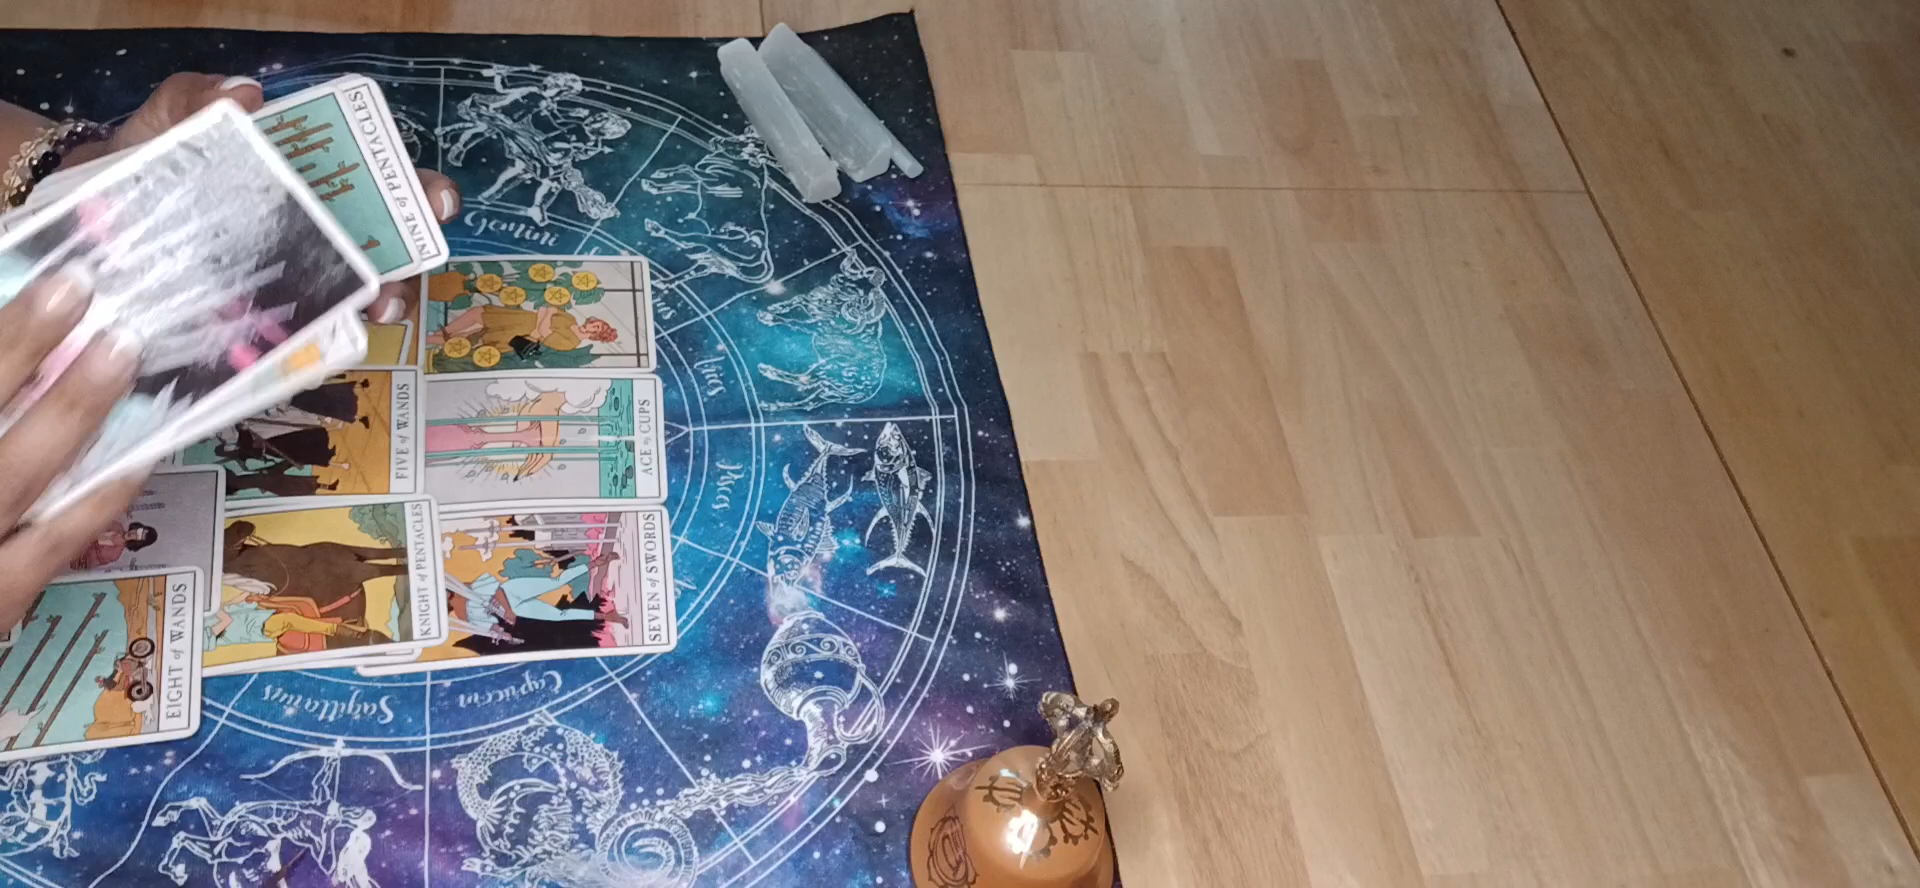 NINE of PENTACLES
Gemini
Aries
FIVE of WANDS
ACE of CUPS
Pisces
KNIGHT of PENTACLES
SEVEN of SWORDS
EIGHT of WANDS
Sagittarius
Capricorn